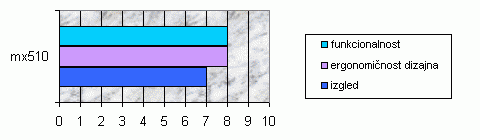 mx510
0 1 2 3 4 5 6 7 8 9 10
funkcionalnost
ergonomičnost dizajna
izgled